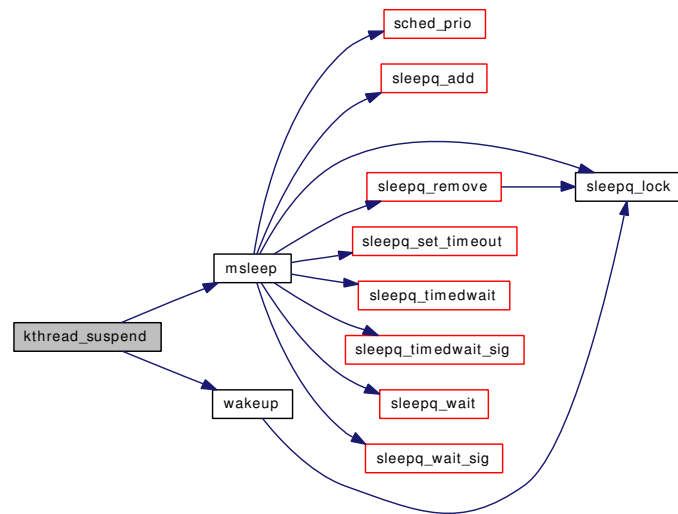 sched_prio
sleepq_add
sleepq_remove
sleepq_lock
sleepq_set_timeout
msleep
sleepq_timedwait
kthread_suspend
sleepq_timedwait_sig
wakeup
sleepq_wait
sleepq_wait_sig